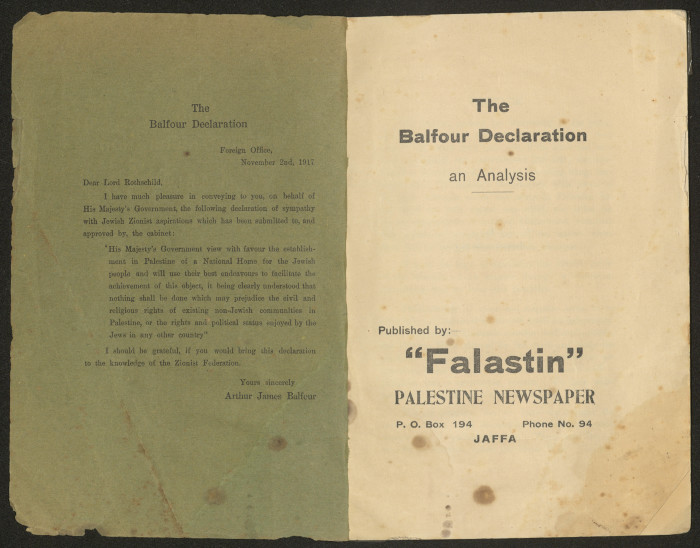 The
Balfour Declaration
Foreign Office,
November 2nd, 1917
Dear Lord Rothschild,
I have much pleasure in conveying to you, on behalf of
His Majesty's Government, the following declaration of sympathy
with Jewish Zionist Aspirations which has been submitted to, and
approved by, the cabinet:
"His Majesty's Government view with favour the establish-
ment in Palestine of a National Home for the Jewish
people and will use their best endeavours to facilitate the
achievement of this object, it being clearly understood that
nothing shall be done which may prejudice the civil and
religious rights of existing non-Jewish communities in
Palestine, or the rights and political status enjoyed by the
Jews in any other country"
I should be grateful, if you would bring this declaration
to the knowledge of the Zionist Federation.
Yours sincerely
Arthur James Balfour
The
Balfour Declaration
an Analysis
Published by:
"Falastin"
PALESTINE NEWSPAPER
P. O. Box 194 Phone No. 94
JAFFA